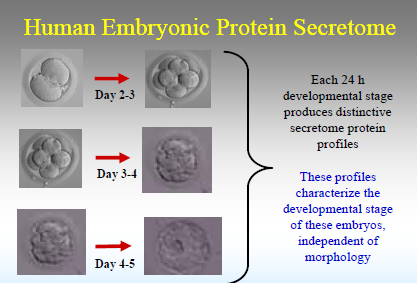 Human Embryonic Protein Secretome
Day 2-3
Day 3-4
Day 4-5
Each 24 h
developmental stage
produces distinctive
secretome protein
profiles
These profiles
characterize the
developmental stage
of these embryos,
independent of
morphology